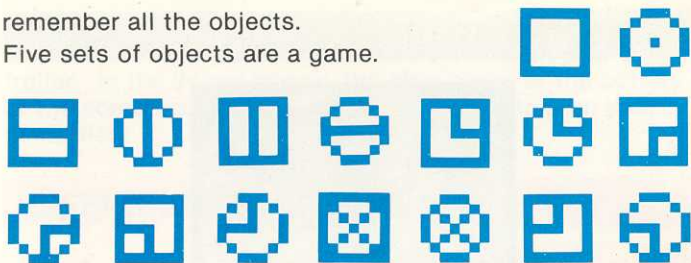 remember all the objects.
Five sets of objects are a game.